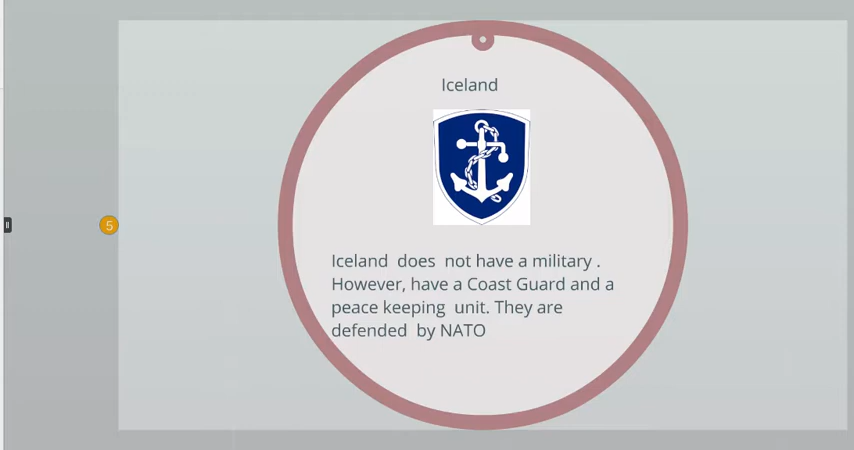 Iceland
5
Iceland does not have a military .
However, have a Coast Guard and a
peace keeping unit. They are
defended by NATO